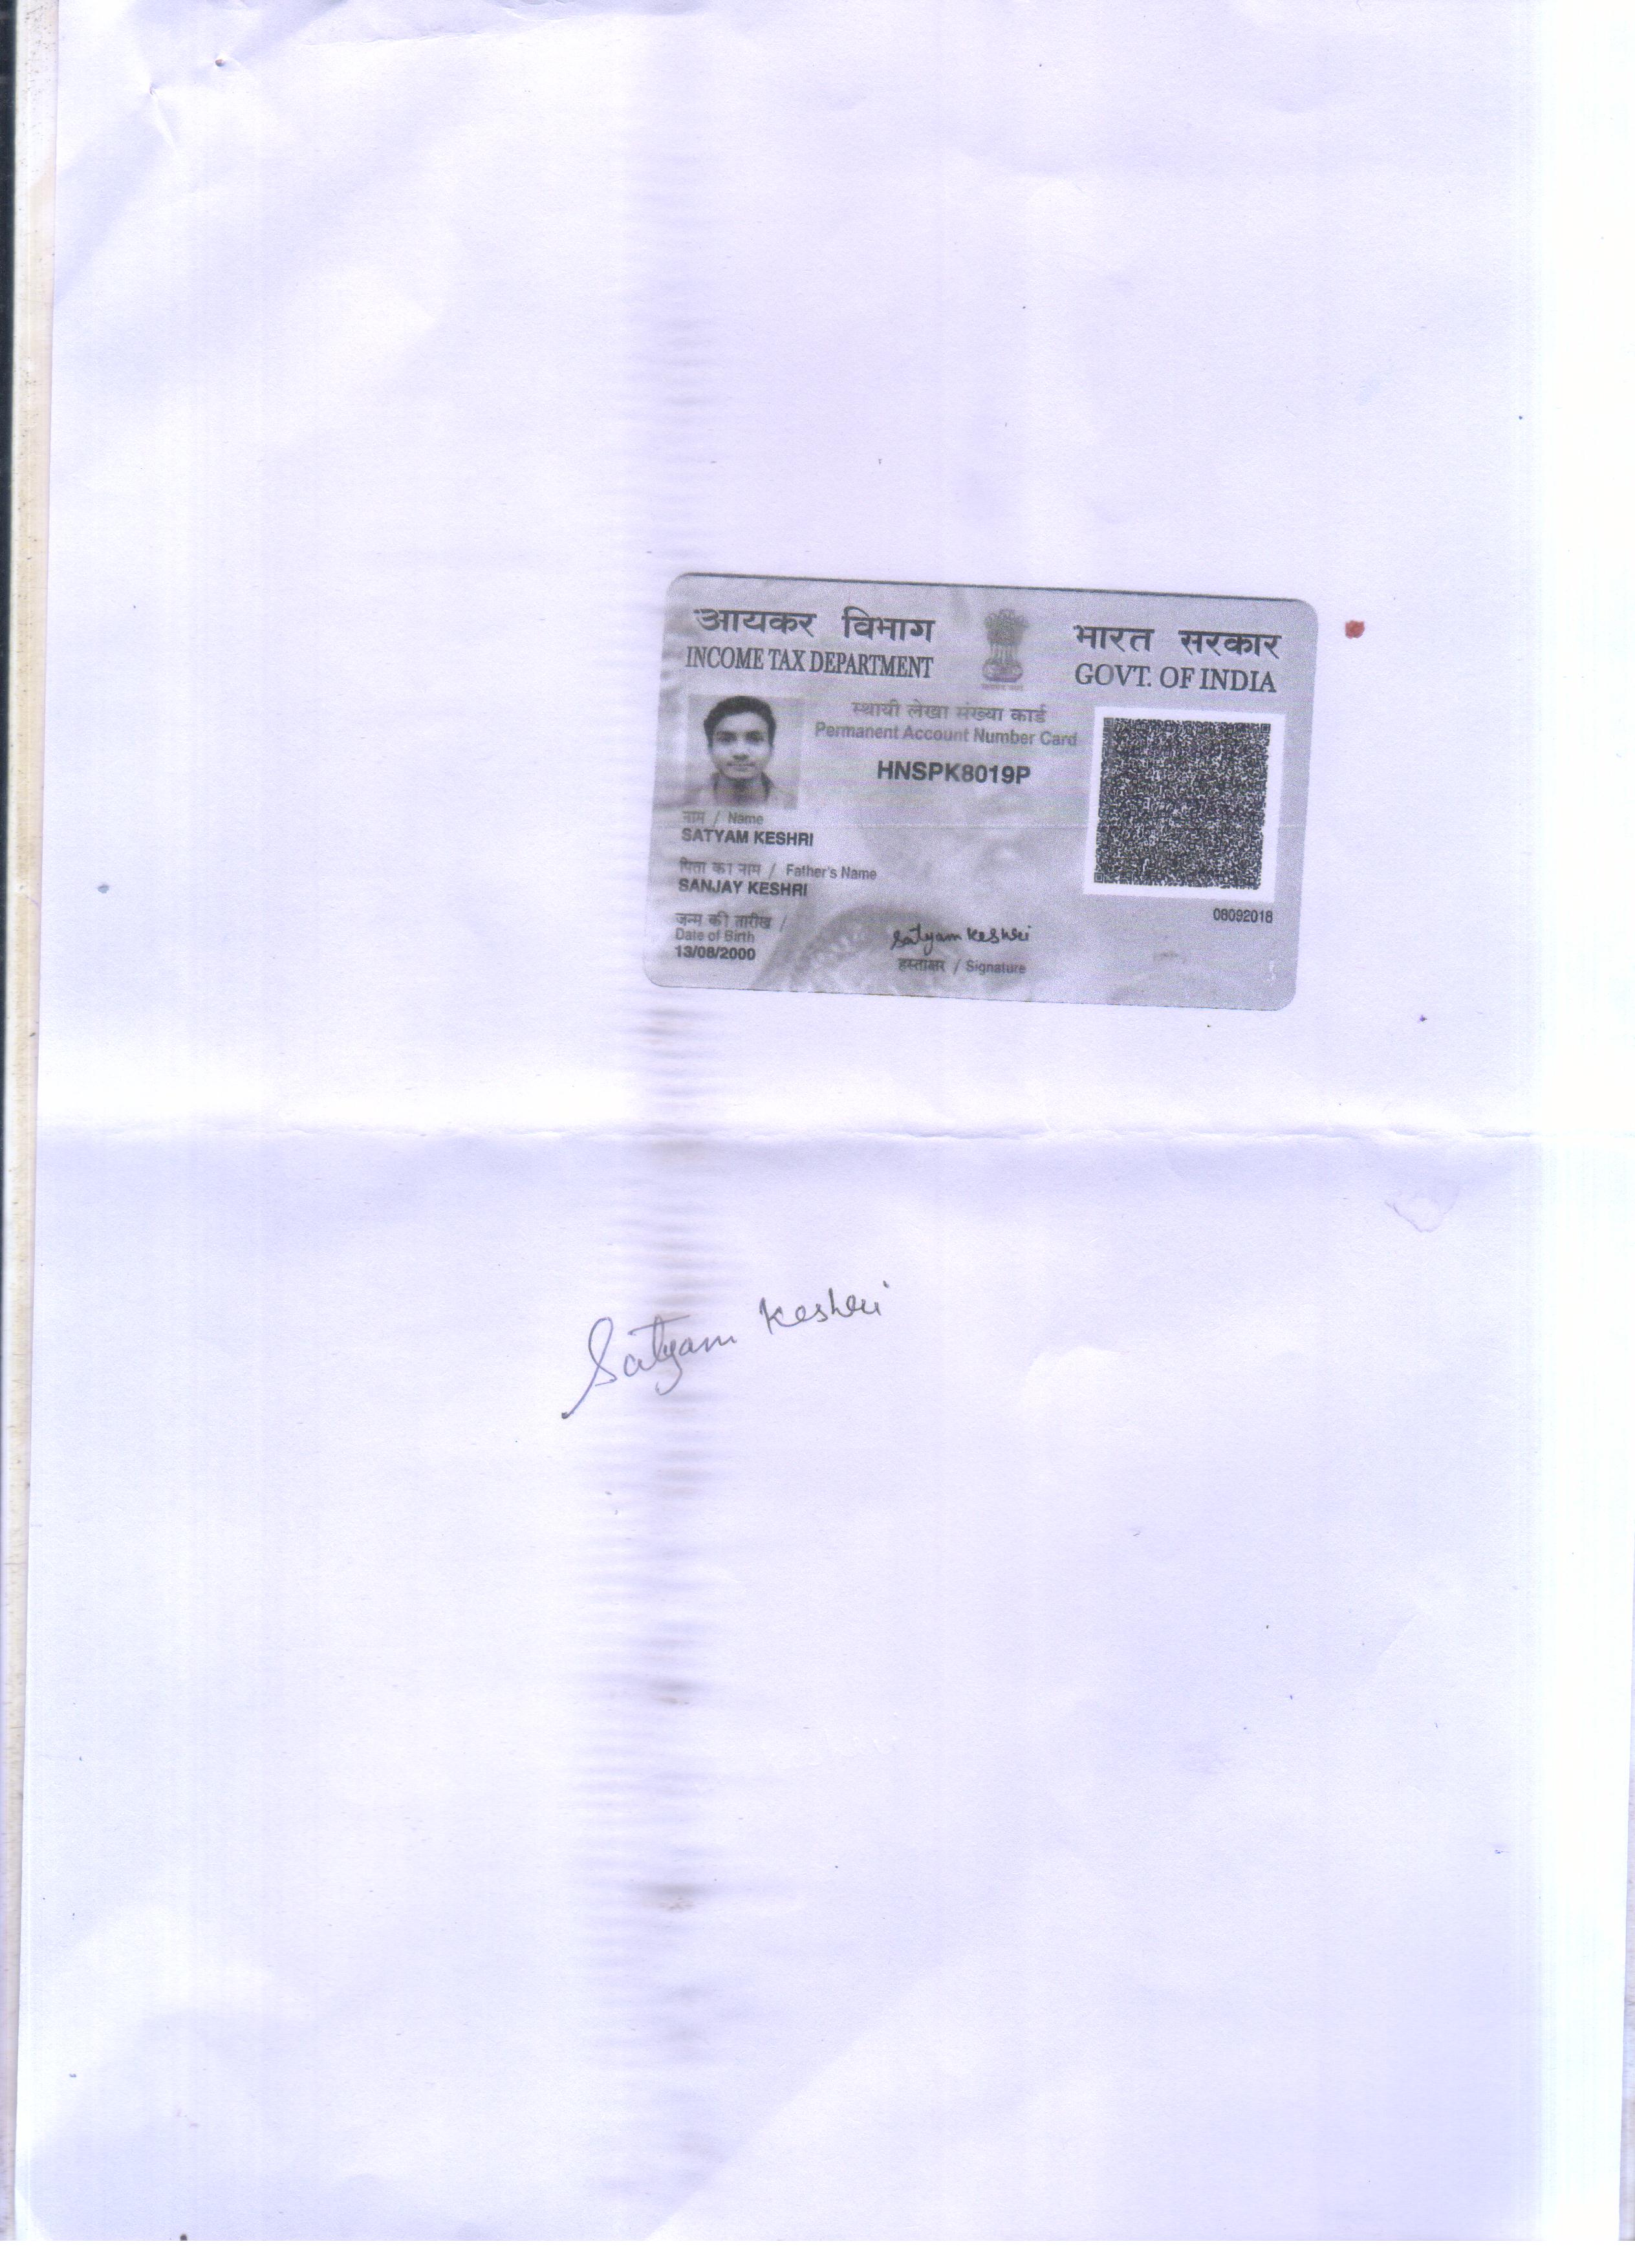 आयकर विभाग
INCOME TAX DEPARTMENT
भारत सरकार
GOVT. OF INDIA
स्थायी लेखा संख्या कार्ड
Permanent Account Number Card
HNSPK8019P
नाम / Name
SATYAM KESHRI
पिता का नाम / Father's Name
SANJAY KESHRI
जन्म की तारीख /
Date of Birth
13/08/2000
Satyam Keshri
हस्ताक्षर / Signature
08092018
Satyam Keshri